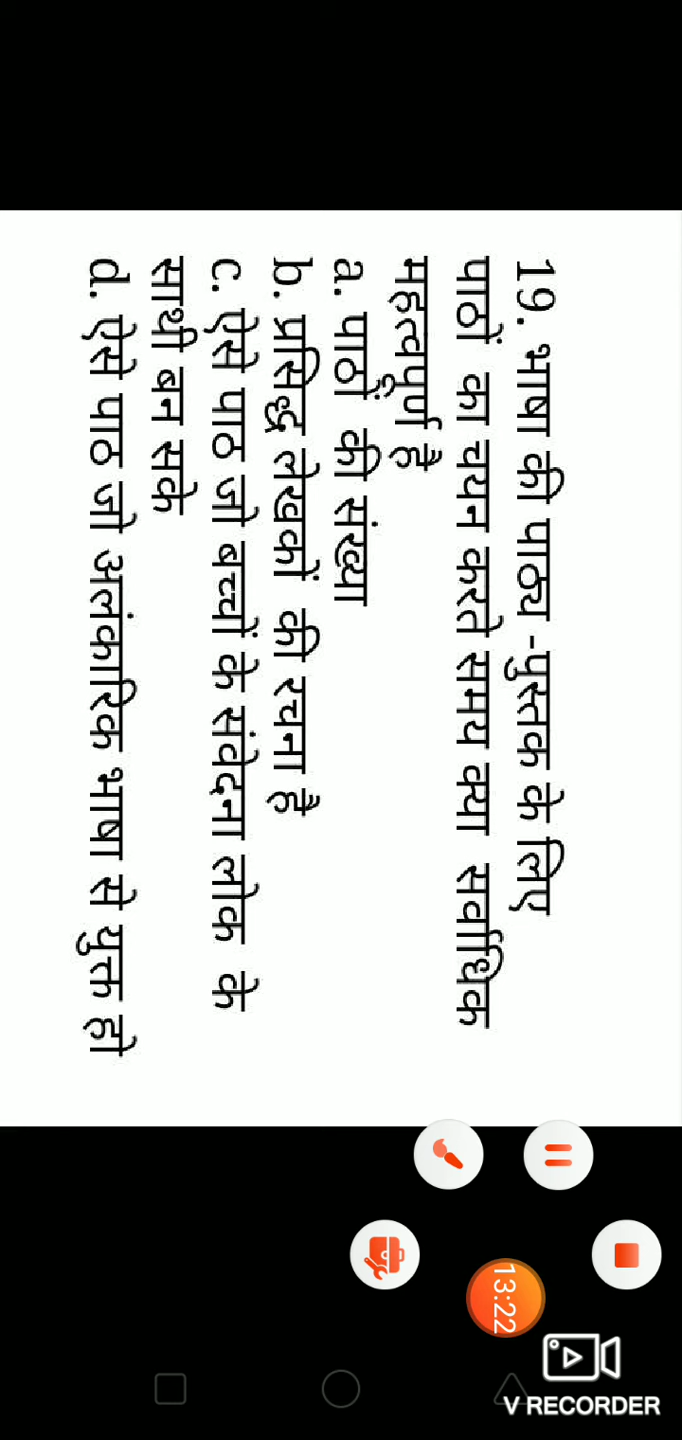 19. भाषा की पाठ्य -पुस्तक के लिए
पाठों का चयन करते समय क्या सर्वाधिक
महत्वपूर्ण है
a. पाठों की संख्या
b. प्रसिद्ध लेखकों की रचना है
c. ऐसे पाठ जो बच्चों के संवेदना लोक के
साथी बन सके
d. ऐसे पाठ जो अलंकारिक भाषा से युक्त हो
13:22
V RECORDER